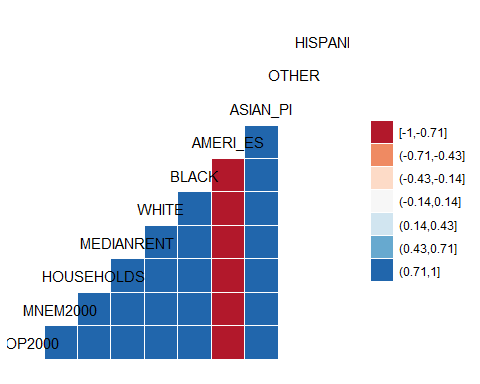 HISPANI
OTHER
ASIAN_PI
AMERI_ES
BLACK
WHITE
MEDIANRENT
HOUSEHOLDS
MNEM2000
OP2000
[-1,-0.71]
(-0.71,-0.43]
(-0.43,-0.14]
(-0.14,0.14]
(0.14,0.43]
(0.43,0.71]
(0.71,1]